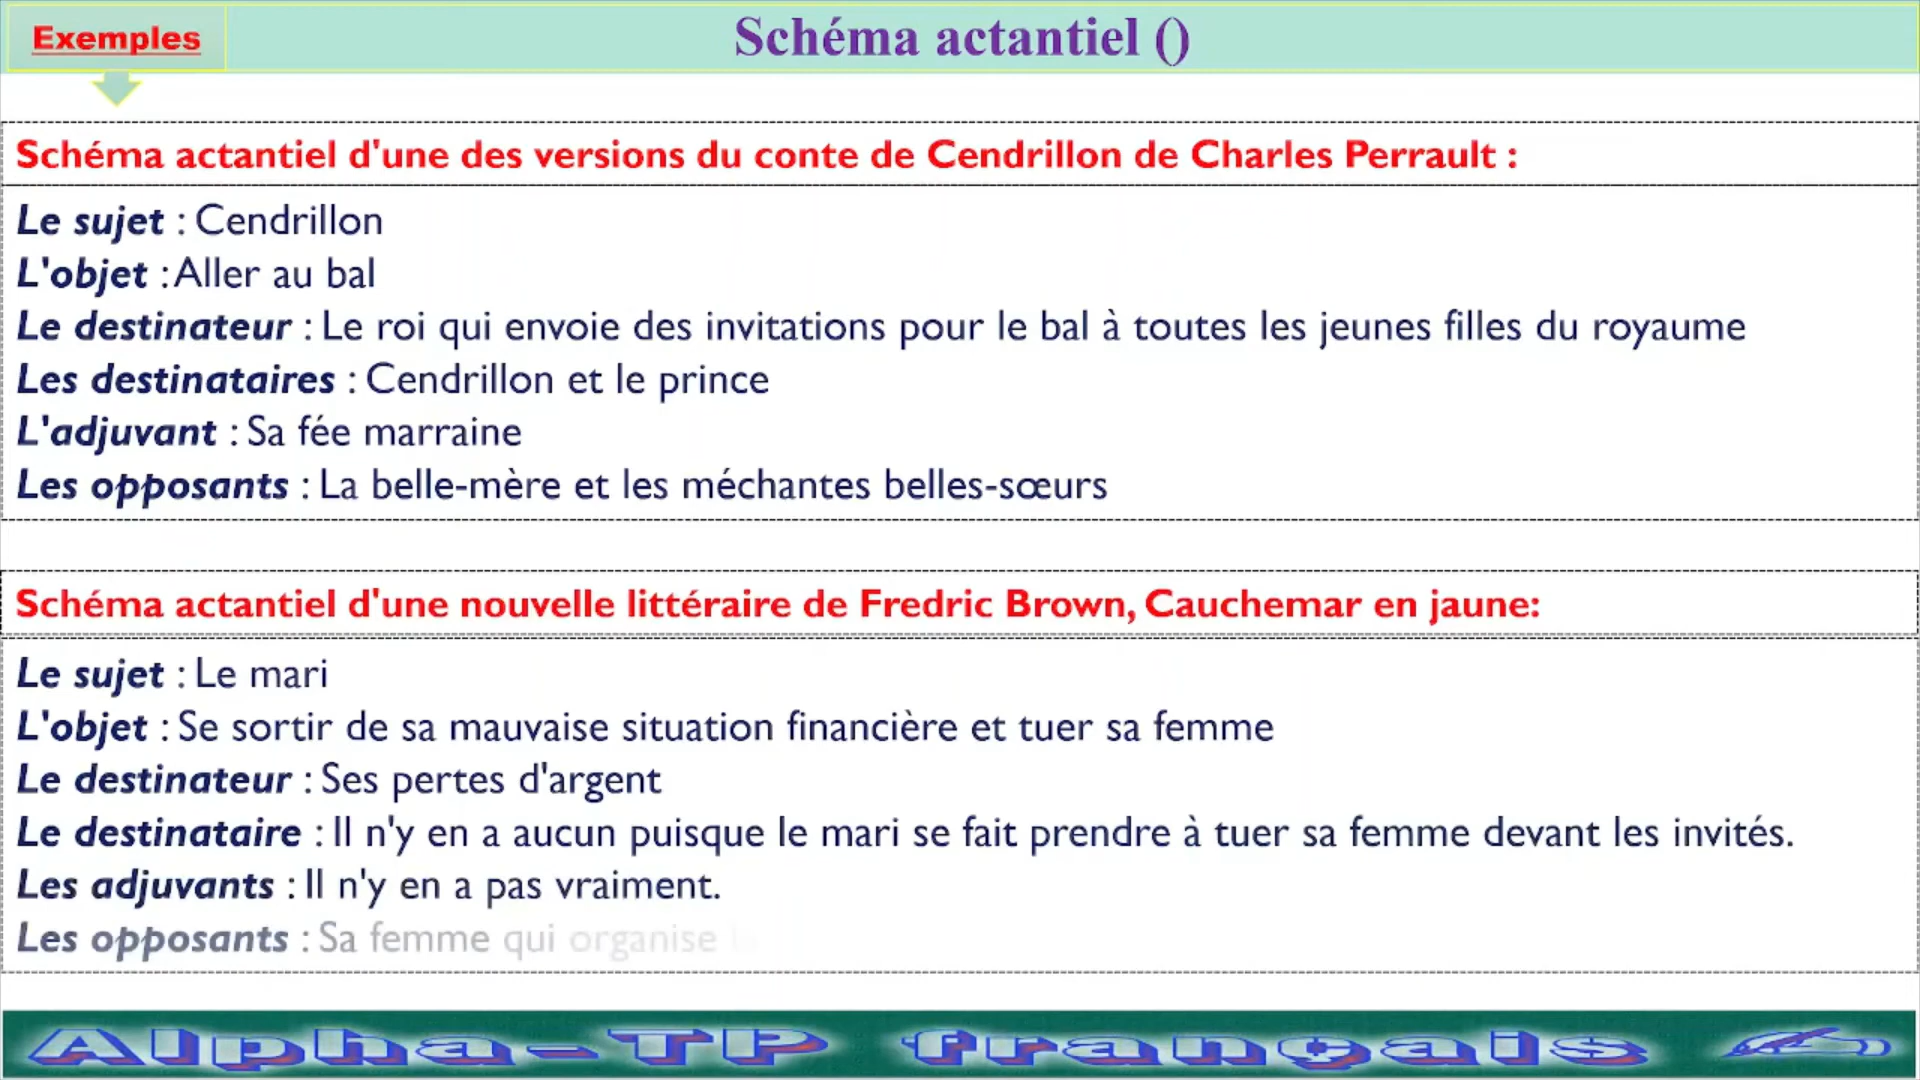 Exemples
Schéma actantiel ()
Schéma actantiel d'une des versions du conte de Cendrillon de Charles Perrault :
Le sujet : Cendrillon
L'objet : Aller au bal
Le destinateur : Le roi qui envoie des invitations pour le bal à toutes les jeunes filles du royaume
Les destinataires : Cendrillon et le prince
L'adjuvant : Sa fée marraine
Les opposants : La belle-mère et les méchantes belles-sœurs
Schéma actantiel d'une nouvelle littéraire de Fredric Brown, Cauchemar en jaune:
Le sujet : Le mari
L'objet : Se sortir de sa mauvaise situation financière et tuer sa femme
Le destinateur : Ses pertes d'argent
Le destinataire : Il n'y en a aucun puisque le mari se fait prendre à tuer sa femme devant les invités.
Les adjuvants : Il n'y en a pas vraiment.
Les opposants : Sa femme qui organise
Alpha-TP français